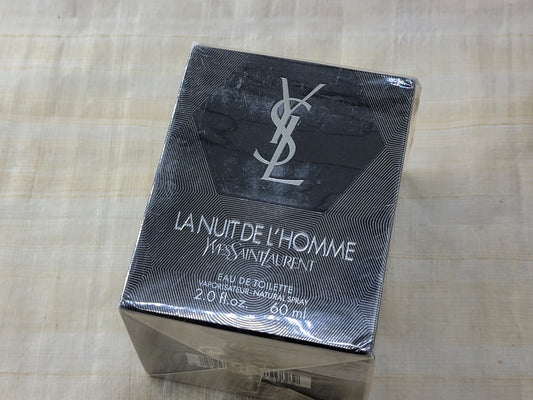 YSL
LA NUIT DE L'HOMME
YVES SAINT LAURENT
EAU DE TOILETTE
VAPORISATEUR-NATURAL SPRAY
2.0 fl.oz. 60 ml